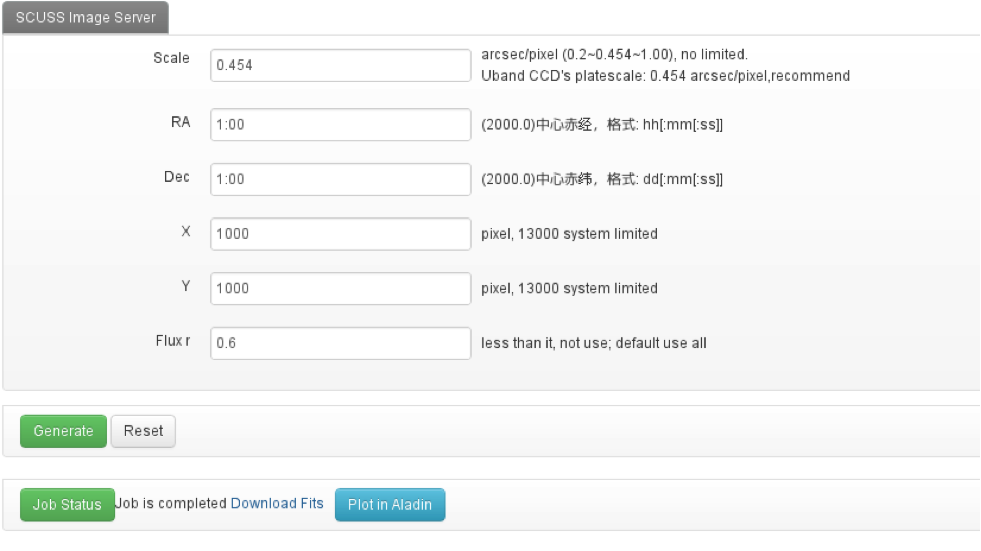 SCUSS Image Server
Scale 0.454 arcsec/pixel (0.2~0.454~1.00), no limited.
Uband CCD's platescale: 0.454 arcsec/pixel,recommend
RA 1:00 (2000.0)中心赤经，格式: hh[:mm[:ss]]
Dec 1:00 (2000.0)中心赤纬，格式: dd[:mm[:ss]]
X 1000 pixel, 13000 system limited
Y 1000 pixel, 13000 system limited
Flux r 0.6 less than it, not use; default use all
Generate Reset
Job Status Job is completed Download Fits Plot in Aladin